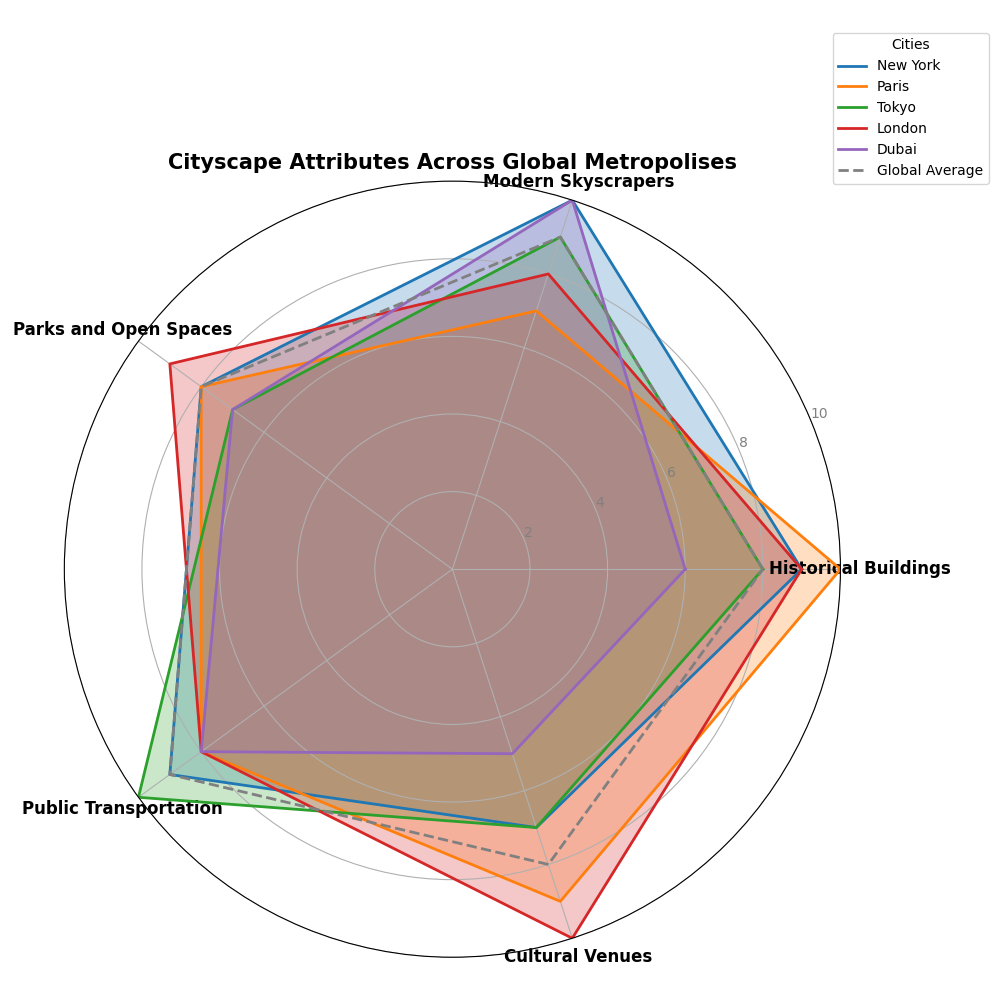 Cities
New York
Paris
Tokyo
London
Dubai
Global Average
Cityscape Attributes Across Global Metropolises
Modern Skyscrapers
Parks and Open Spaces
10
8
6
4
2
Historical Buildings
Public Transportation
Cultural Venues